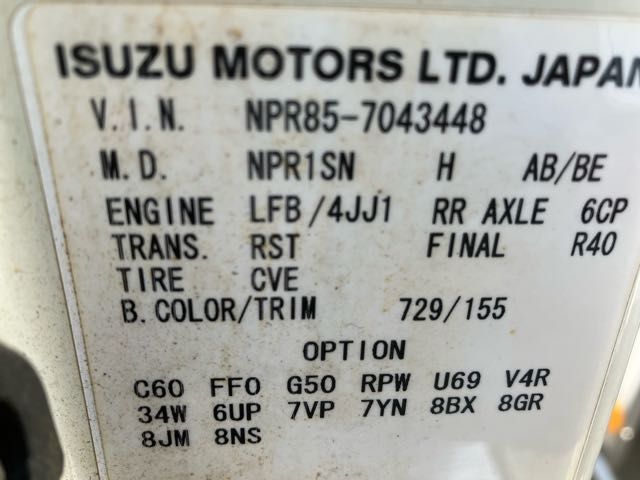 ISUZU MOTORS LTD. JAPAN
V.I.N. NPR85-7043448
M.D. NPR1SN H AB/BE
ENGINE LFB/4JJ1 RR AXLE 6CP
TRANS. RST FINAL R40
TIRE CVE
B.COLOR/TRIM 729/155
OPTION
C60 FF0 G50 RPW U69 V4R
34W 6UP 7VP 7YN 8BX 8GR
8JM 8NS